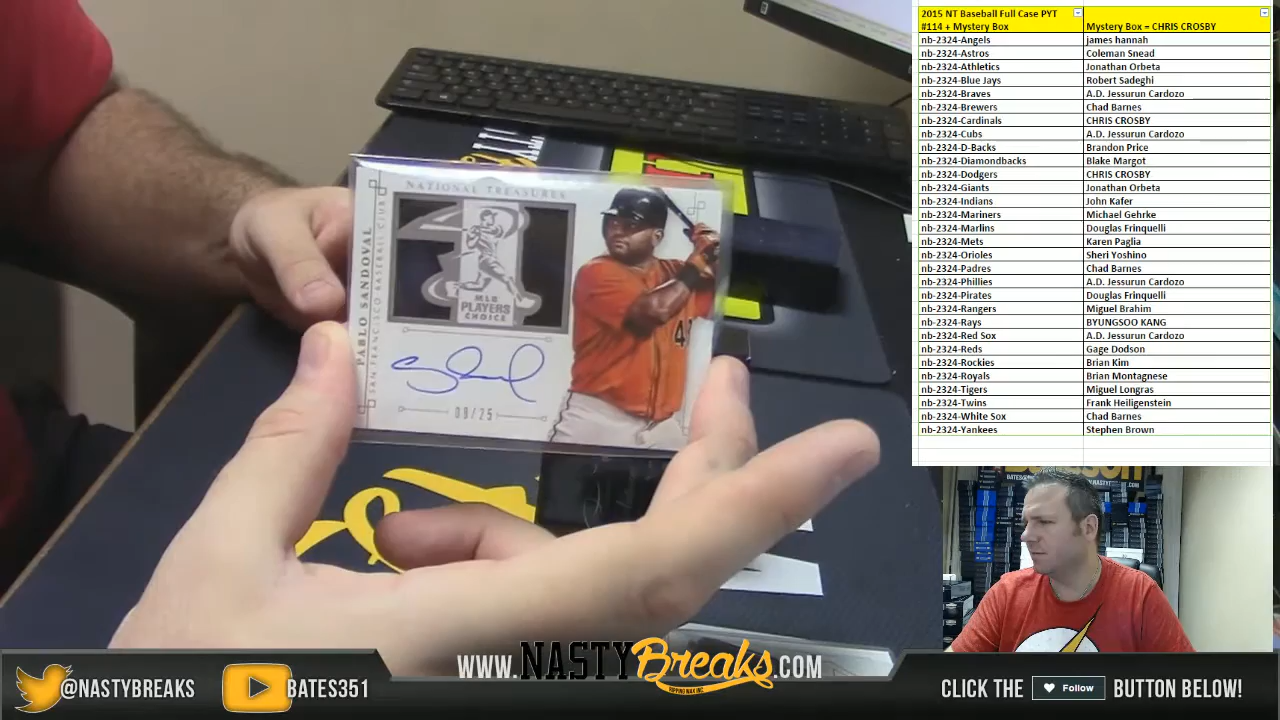 2015 NT Baseball Full Case PYT
#114 + Mystery Box Mystery Box = CHRIS CROSBY
nb-2324-Angels james hannah
nb-2324-Astros Coleman Snead
nb-2324-Athletics Jonathan Orbeta
nb-2324-Blue Jays Robert Sadeghi
nb-2324-Braves A.D. Jessurun Cardozo
nb-2324-Brewers Chad Barnes
nb-2324-Cardinals CHRIS CROSBY
nb-2324-Cubs A.D. Jessurun Cardozo
nb-2324-D-Backs Brandon Price
nb-2324-Diamondbacks Blake Margot
nb-2324-Dodgers CHRIS CROSBY
nb-2324-Giants Jonathan Orbeta
nb-2324-Indians John Kafer
nb-2324-Mariners Michael Gehrke
nb-2324-Marlins Douglas Frinquelli
nb-2324-Mets Karen Paglia
nb-2324-Orioles Sheri Yoshino
nb-2324-Padres Chad Barnes
nb-2324-Phillies A.D. Jessurun Cardozo
nb-2324-Pirates Douglas Frinquelli
nb-2324-Rangers Miguel Brahim
nb-2324-Rays BYUNGSOO KANG
nb-2324-Red Sox A.D. Jessurun Cardozo
nb-2324-Reds Gage Dodson
nb-2324-Rockies Brian Kim
nb-2324-Royals Brian Montagnese
nb-2324-Tigers Miguel Longras
nb-2324-Twins Frank Heiligenstein
nb-2324-White Sox Chad Barnes
nb-2324-Yankees Stephen Brown
NATIONAL TREASURES
PABLO SANDOVAL
SAN FRANCISCO BASEBALL CLUB
MLB
PLAYERS
CHOICE
08/25
@NASTYBREAKS
BATES351
WWW.NASTYBreaks.COM
RIPPING WAX INC.
CLICK THE Follow BUTTON BELOW!